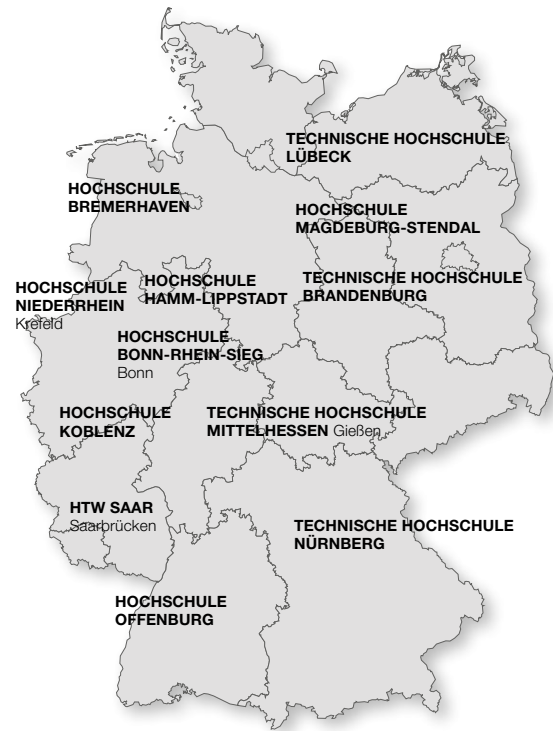 TECHNISCHE HOCHSCHULE
LÜBECK
HOCHSCHULE
BREMERHAVEN
HOCHSCHULE
MAGDEBURG-STENDAL
HOCHSCHULE
HAMM-LIPPSTADT
TECHNISCHE HOCHSCHULE
BRANDENBURG
HOCHSCHULE
NIEDERRHEIN
Krefeld
HOCHSCHULE
BONN-RHEIN-SIEG
Bonn
HOCHSCHULE
KOBLENZ
TECHNISCHE HOCHSCHULE
MITTELHESSEN Gießen
HTW SAAR
Saarbrücken
TECHNISCHE HOCHSCHULE
NÜRNBERG
HOCHSCHULE
OFFENBURG